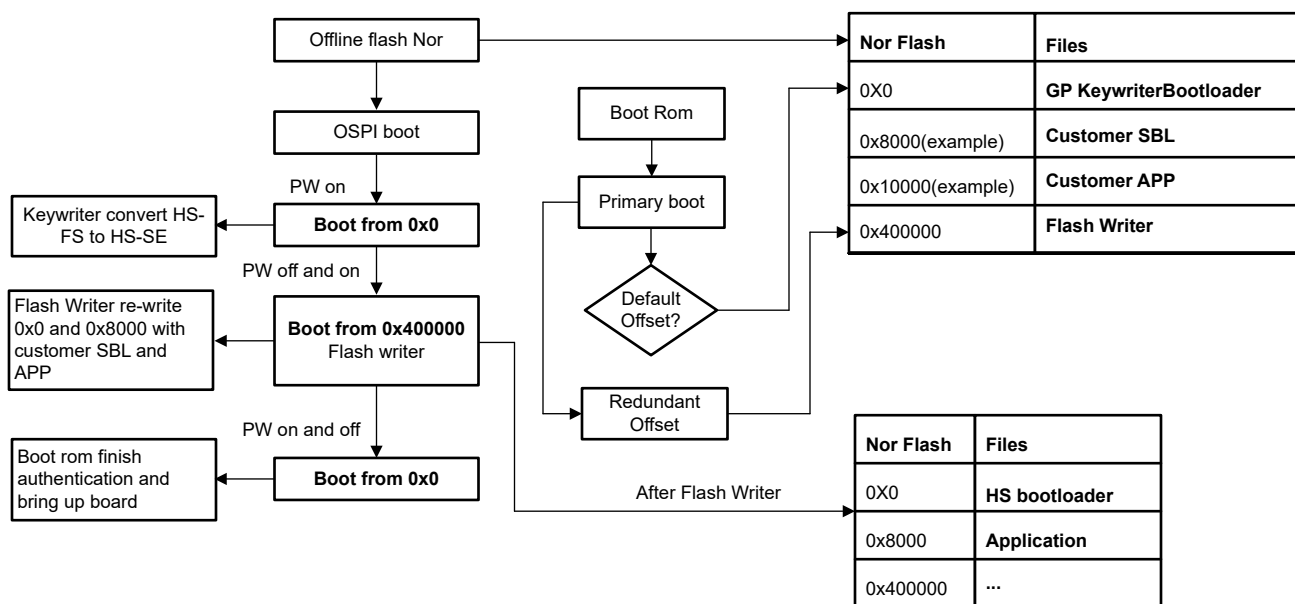 Offline flash Nor
OSPI boot
PW on
Boot from 0x0
Keywriter convert HS-
FS to HS-SE
PW off and on
Boot from 0x400000
Flash writer
Flash Writer re-write
0x0 and 0x8000 with
customer SBL and
APP
PW on and off
Boot from 0x0
Boot rom finish
authentication and
bring up board
Boot Rom
Primary boot
Default
Offset?
Redundant
Offset
After Flash Writer
Nor Flash Files
0X0 GP KeywriterBootloader
0x8000(example) Customer SBL
0x10000(example) Customer APP
0x400000 Flash Writer
Nor Flash Files
0X0 HS bootloader
0x8000 Application
0x400000 ...